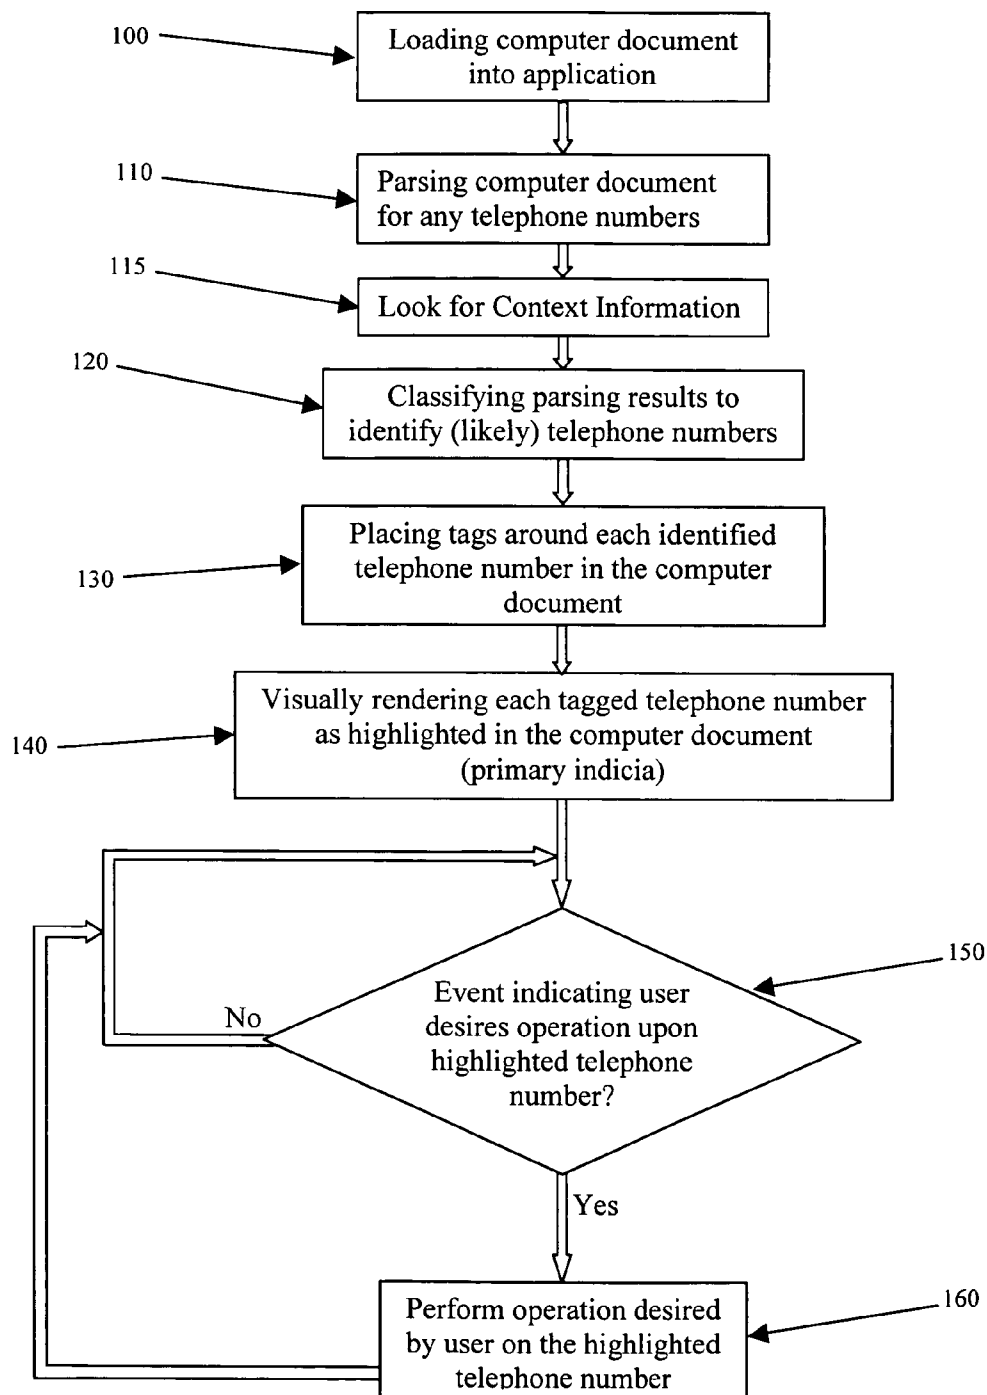 100
Loading computer document
into application
110
Parsing computer document
for any telephone numbers
115
Look for Context Information
120
Classifying parsing results to
identify (likely) telephone numbers
130
Placing tags around each identified
telephone number in the computer
document
140
Visually rendering each tagged telephone number
as highlighted in the computer document
(primary indicia)
150
Event indicating user
desires operation upon
highlighted telephone
number?
No
Yes
160
Perform operation desired
by user on the highlighted
telephone number